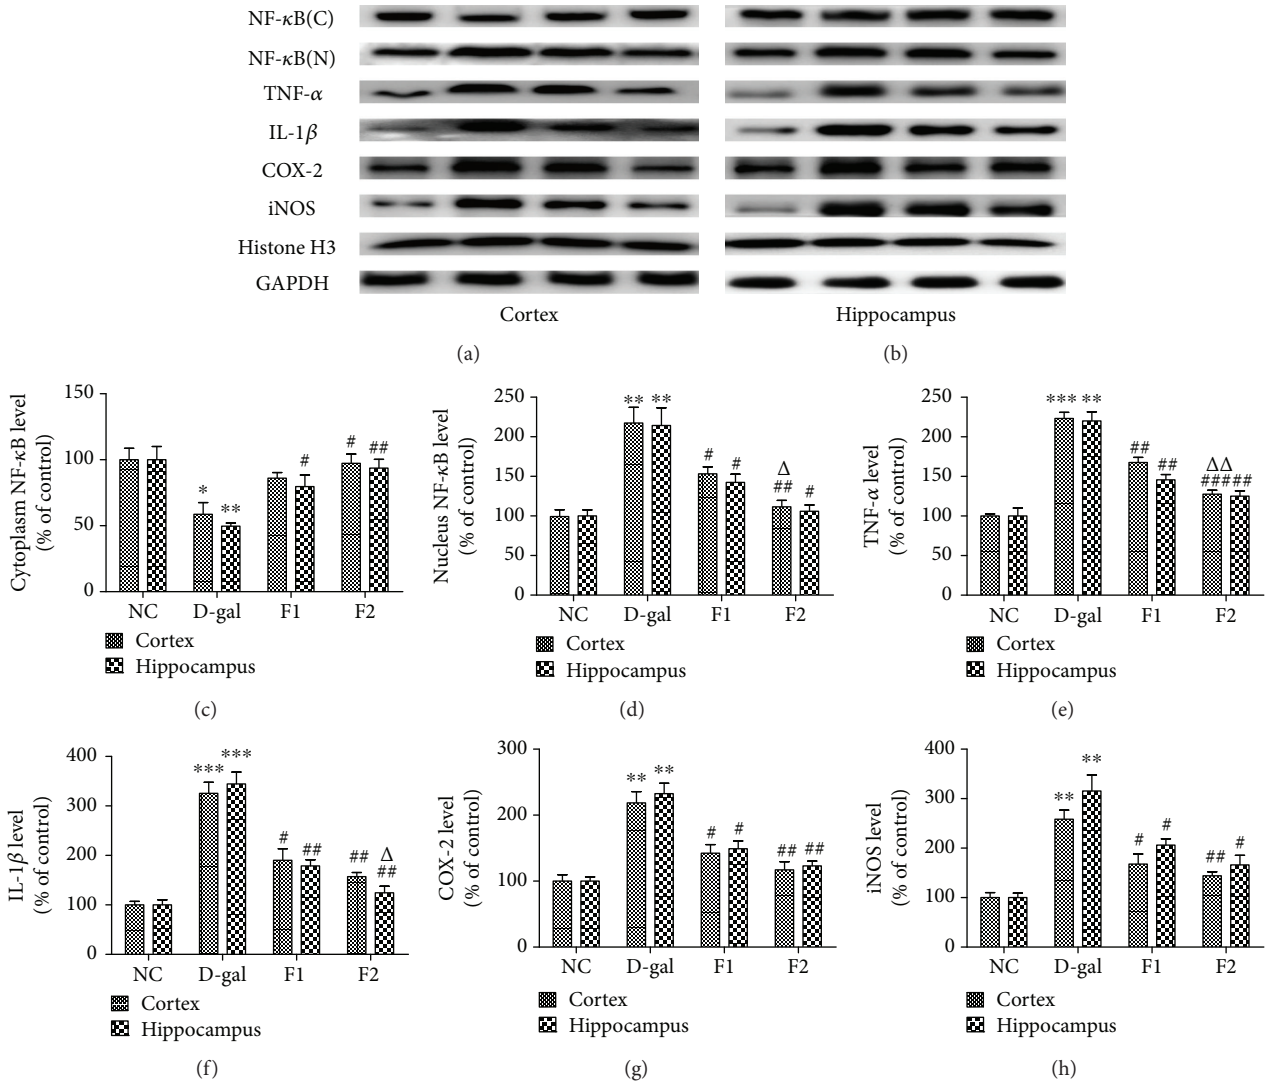 NF-κB(C)
NF-κB(N)
TNF-α
IL-1β
COX-2
iNOS
Histone H3
GAPDH
Cortex
Hippocampus
(a)
(b)
Cytoplasm NF-κB level
(% of control)
150
100
50
0
*
**
#
#
##
NC
D-gal
F1
F2
Cortex
Hippocampus
(c)
Nucleus NF-κB level
(% of control)
250
200
150
100
50
0
**
**
#
#
Δ
##
#
NC
D-gal
F1
F2
Cortex
Hippocampus
(d)
TNF-α level
(% of control)
250
200
150
100
50
0
***
**
##
##
ΔΔ
#####
NC
D-gal
F1
F2
Cortex
Hippocampus
(e)
IL-1β level
(% of control)
400
300
200
100
0
***
***
#
##
##
Δ
##
NC
D-gal
F1
F2
Cortex
Hippocampus
(f)
COX-2 level
(% of control)
300
200
100
0
**
**
#
#
##
##
NC
D-gal
F1
F2
Cortex
Hippocampus
(g)
iNOS level
(% of control)
400
300
200
100
0
**
**
#
#
##
#
NC
D-gal
F1
F2
Cortex
Hippocampus
(h)